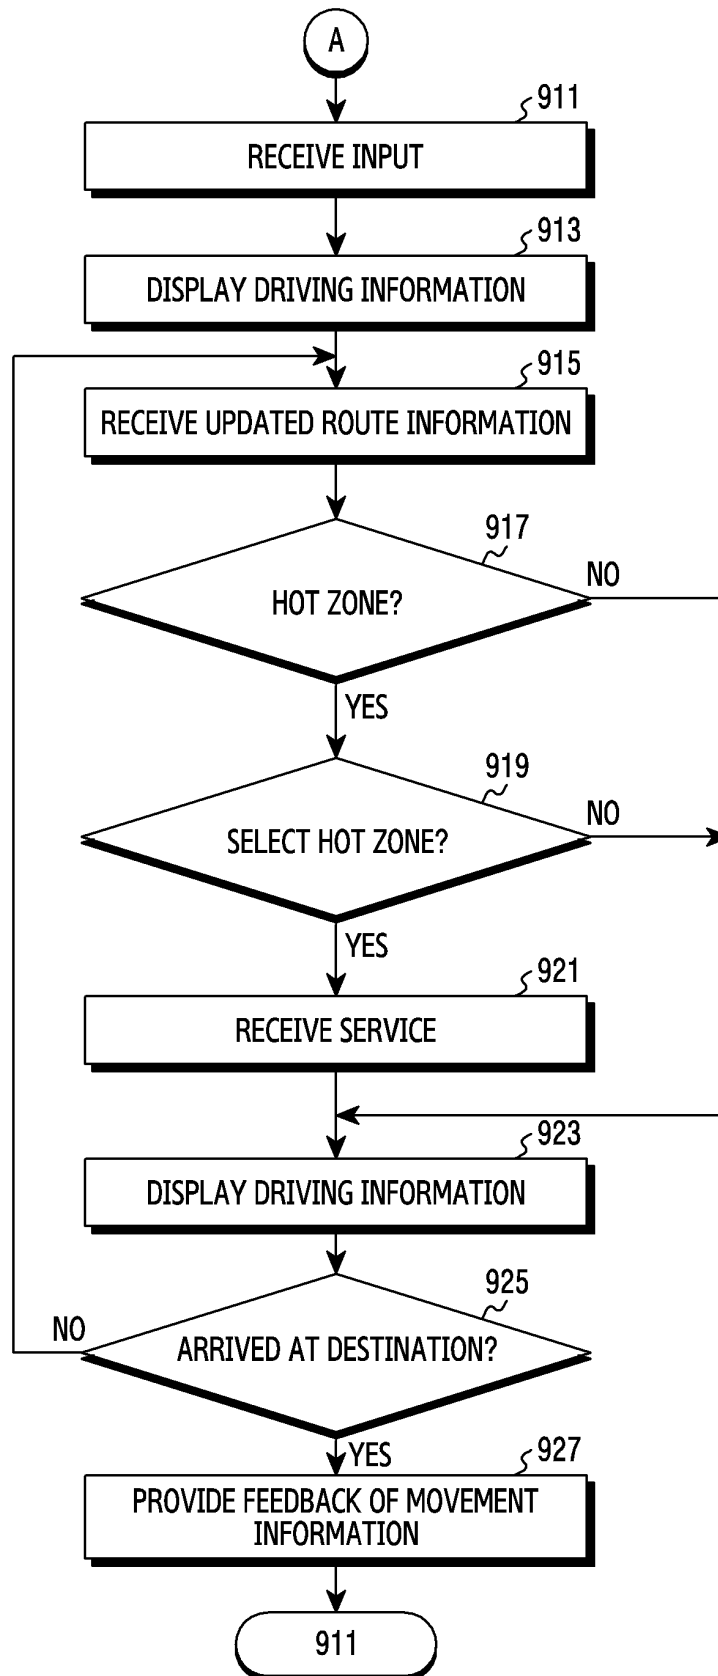 A
911
RECEIVE INPUT
913
DISPLAY DRIVING INFORMATION
915
RECEIVE UPDATED ROUTE INFORMATION
917
HOT ZONE?
NO
YES
919
SELECT HOT ZONE?
NO
YES
921
RECEIVE SERVICE
923
DISPLAY DRIVING INFORMATION
925
ARRIVED AT DESTINATION?
NO
YES
927
PROVIDE FEEDBACK OF MOVEMENT
INFORMATION
911